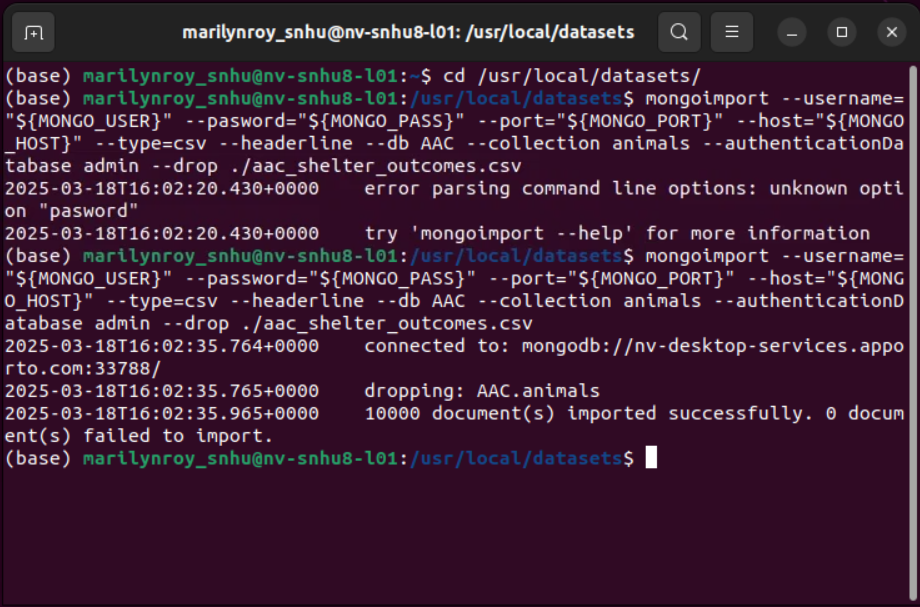 marilynroy_snhu@nv-snhu8-l01: /usr/local/datasets
(base) marilynroy_snhu@nv-snhu8-l01:~$ cd /usr/local/datasets/
(base) marilynroy_snhu@nv-snhu8-l01:/usr/local/datasets$ mongoimport --username=
"${MONGO_USER}" --pasword="${MONGO_PASS}" --port="${MONGO_PORT}" --host="${MONGO
_HOST}" --type=csv --headerline --db AAC --collection animals --authenticationDa
tabase admin --drop ./aac_shelter_outcomes.csv
2025-03-18T16:02:20.430+0000    error parsing command line options: unknown opti
on "pasword"
2025-03-18T16:02:20.430+0000    try 'mongoimport --help' for more information
(base) marilynroy_snhu@nv-snhu8-l01:/usr/local/datasets$ mongoimport --username=
"${MONGO_USER}" --password="${MONGO_PASS}" --port="${MONGO_PORT}" --host="${MONG
O_HOST}" --type=csv --headerline --db AAC --collection animals --authenticationD
atabase admin --drop ./aac_shelter_outcomes.csv
2025-03-18T16:02:35.764+0000    connected to: mongodb://nv-desktop-services.appo
rto.com:33788/
2025-03-18T16:02:35.765+0000    dropping: AAC.animals
2025-03-18T16:02:35.965+0000    10000 document(s) imported successfully. 0 docum
ent(s) failed to import.
(base) marilynroy_snhu@nv-snhu8-l01:/usr/local/datasets$